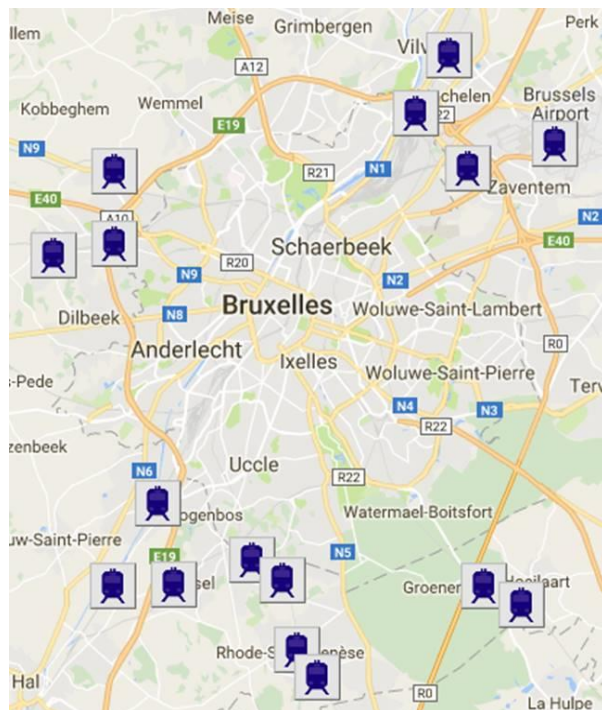 Meise
Grimbergen
Perk
llem
Vilv
A12
Kobbeghem
Wemmel
chelen
Brussels
Airport
22
E19
N9
N1
R21
Zaventem
E40
A10
N2
Schaerbeek
E40
R20
N9
N2
Bruxelles
Woluwe-Saint-Lambert
N8
Dilbeek
R0
Anderlecht
Ixelles
Woluwe-Saint-Pierre
s-Pede
Terv
N4
N3
R22
zenbeek
Uccle
N6
R22
ogenbos
Watermael-Boitsfort
uw-Saint-Pierre
E19
N5
sel
Groenen
Hoeilaart
Rhode-S
enèse
Hal
R0
La Hulpe